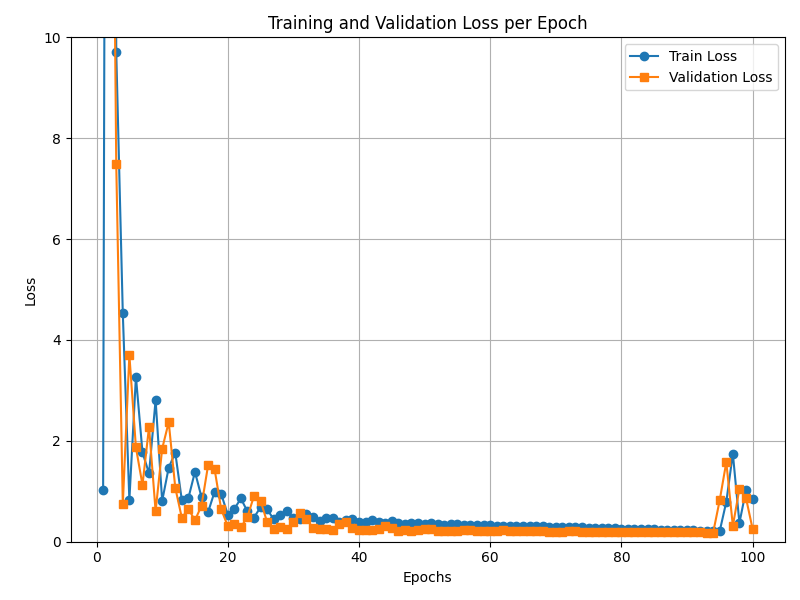 Training and Validation Loss per Epoch
Train Loss
Validation Loss
10
8
6
4
2
0
Loss
0 20 40 60 80 100
Epochs